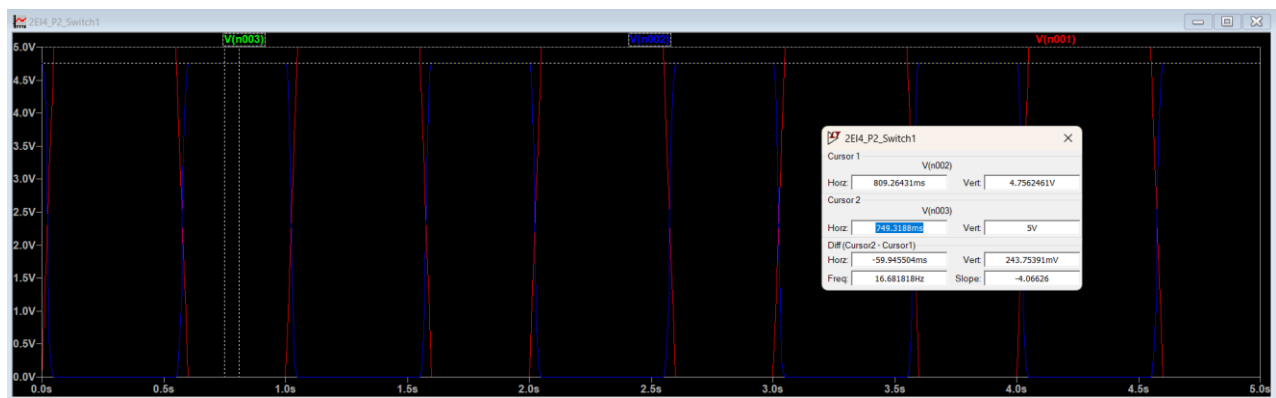 2EI4_P2_Switch1
V(n003) V(n002) V(n001)
5.0V
4.5V
4.0V
3.5V
3.0V
2.5V
2.0V
1.5V
1.0V
0.5V
0.0V
0.0s 0.5s 1.0s 1.5s 2.0s 2.5s 3.0s 3.5s 4.0s 4.5s 5.0s
2EI4_P2_Switch1
Cursor 1
V(n002)
Horz: 809.26431ms Vert: 4.7562461V
Cursor 2
V(n003)
Horz: 749.3188ms Vert: 5V
Diff (Cursor2 - Cursor1)
Horz: -59.945504ms Vert: 243.75391mV
Freq: 16.681818Hz Slope: -4.06626